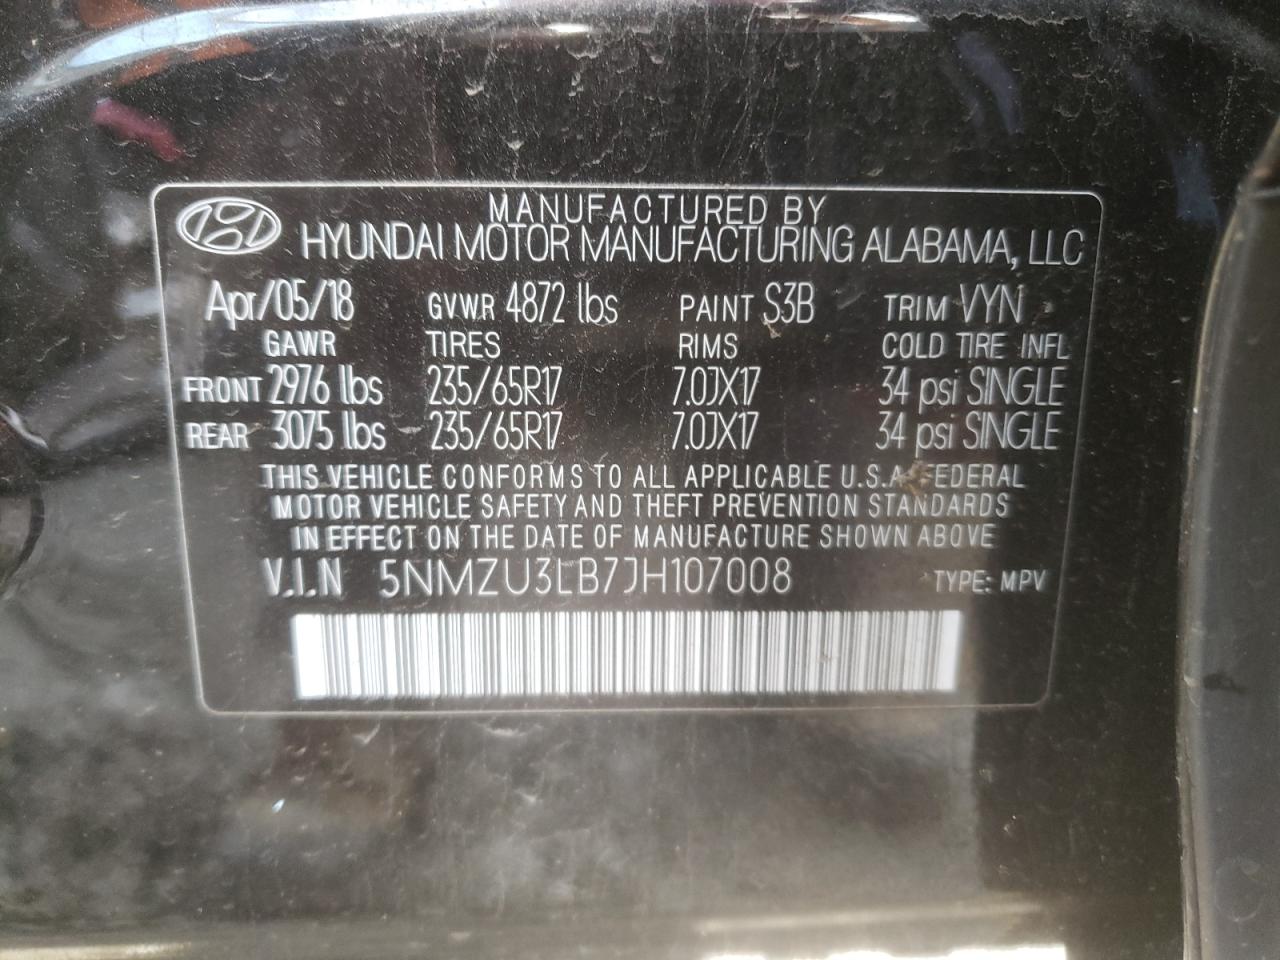 MANUFACTURED BY
HYUNDAI MOTOR MANUFACTURING ALABAMA, LLC
Apr/05/18 GVWR 4872 lbs PAINT S3B TRIM VYN
GAWR TIRES RIMS COLD TIRE INFL
FRONT 2976 lbs 235/65R17 7.0JX17 34 psi SINGLE
REAR 3075 lbs 235/65R17 7.0JX17 34 psi SINGLE
THIS VEHICLE CONFORMS TO ALL APPLICABLE U.S.A. FEDERAL
MOTOR VEHICLE SAFETY AND THEFT PREVENTION STANDARDS
IN EFFECT ON THE DATE OF MANUFACTURE SHOWN ABOVE
V.I.N 5NMZU3LB7JH107008 TYPE: MPV